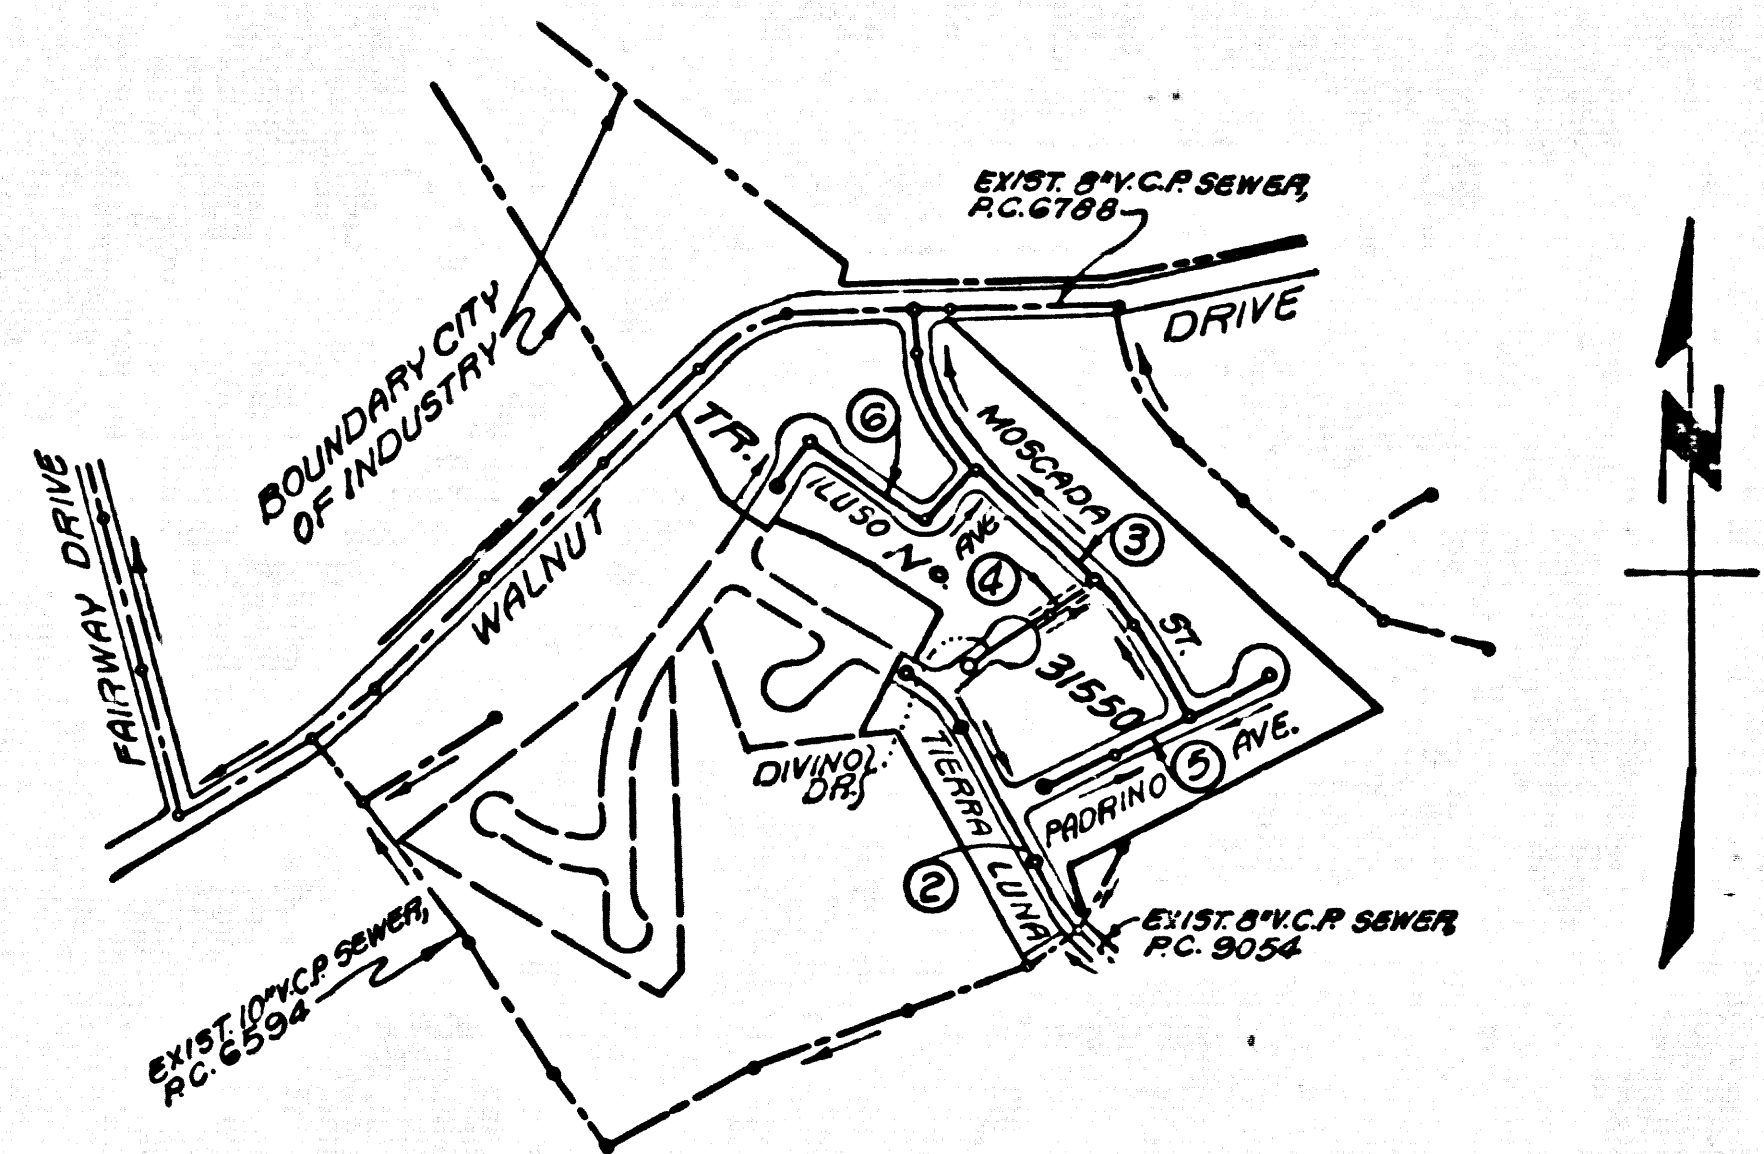 EXIST. 8"V.C.P. SEWER,
P.C. 6788
DRIVE
BOUNDARY CITY
OF INDUSTRY
N
TR.
6
MOSCADA
ILUSO
AVE
No.
3
4
FAIRWAY DRIVE
WALNUT
ST.
31550
DIVINO
DR.
TIERRA
5
AVE.
PADRINO
2
LUNA
EXIST. 8"V.C.P. SEWER,
P.C. 9054
EXIST. 10"V.C.P. SEWER,
P.C. 6594